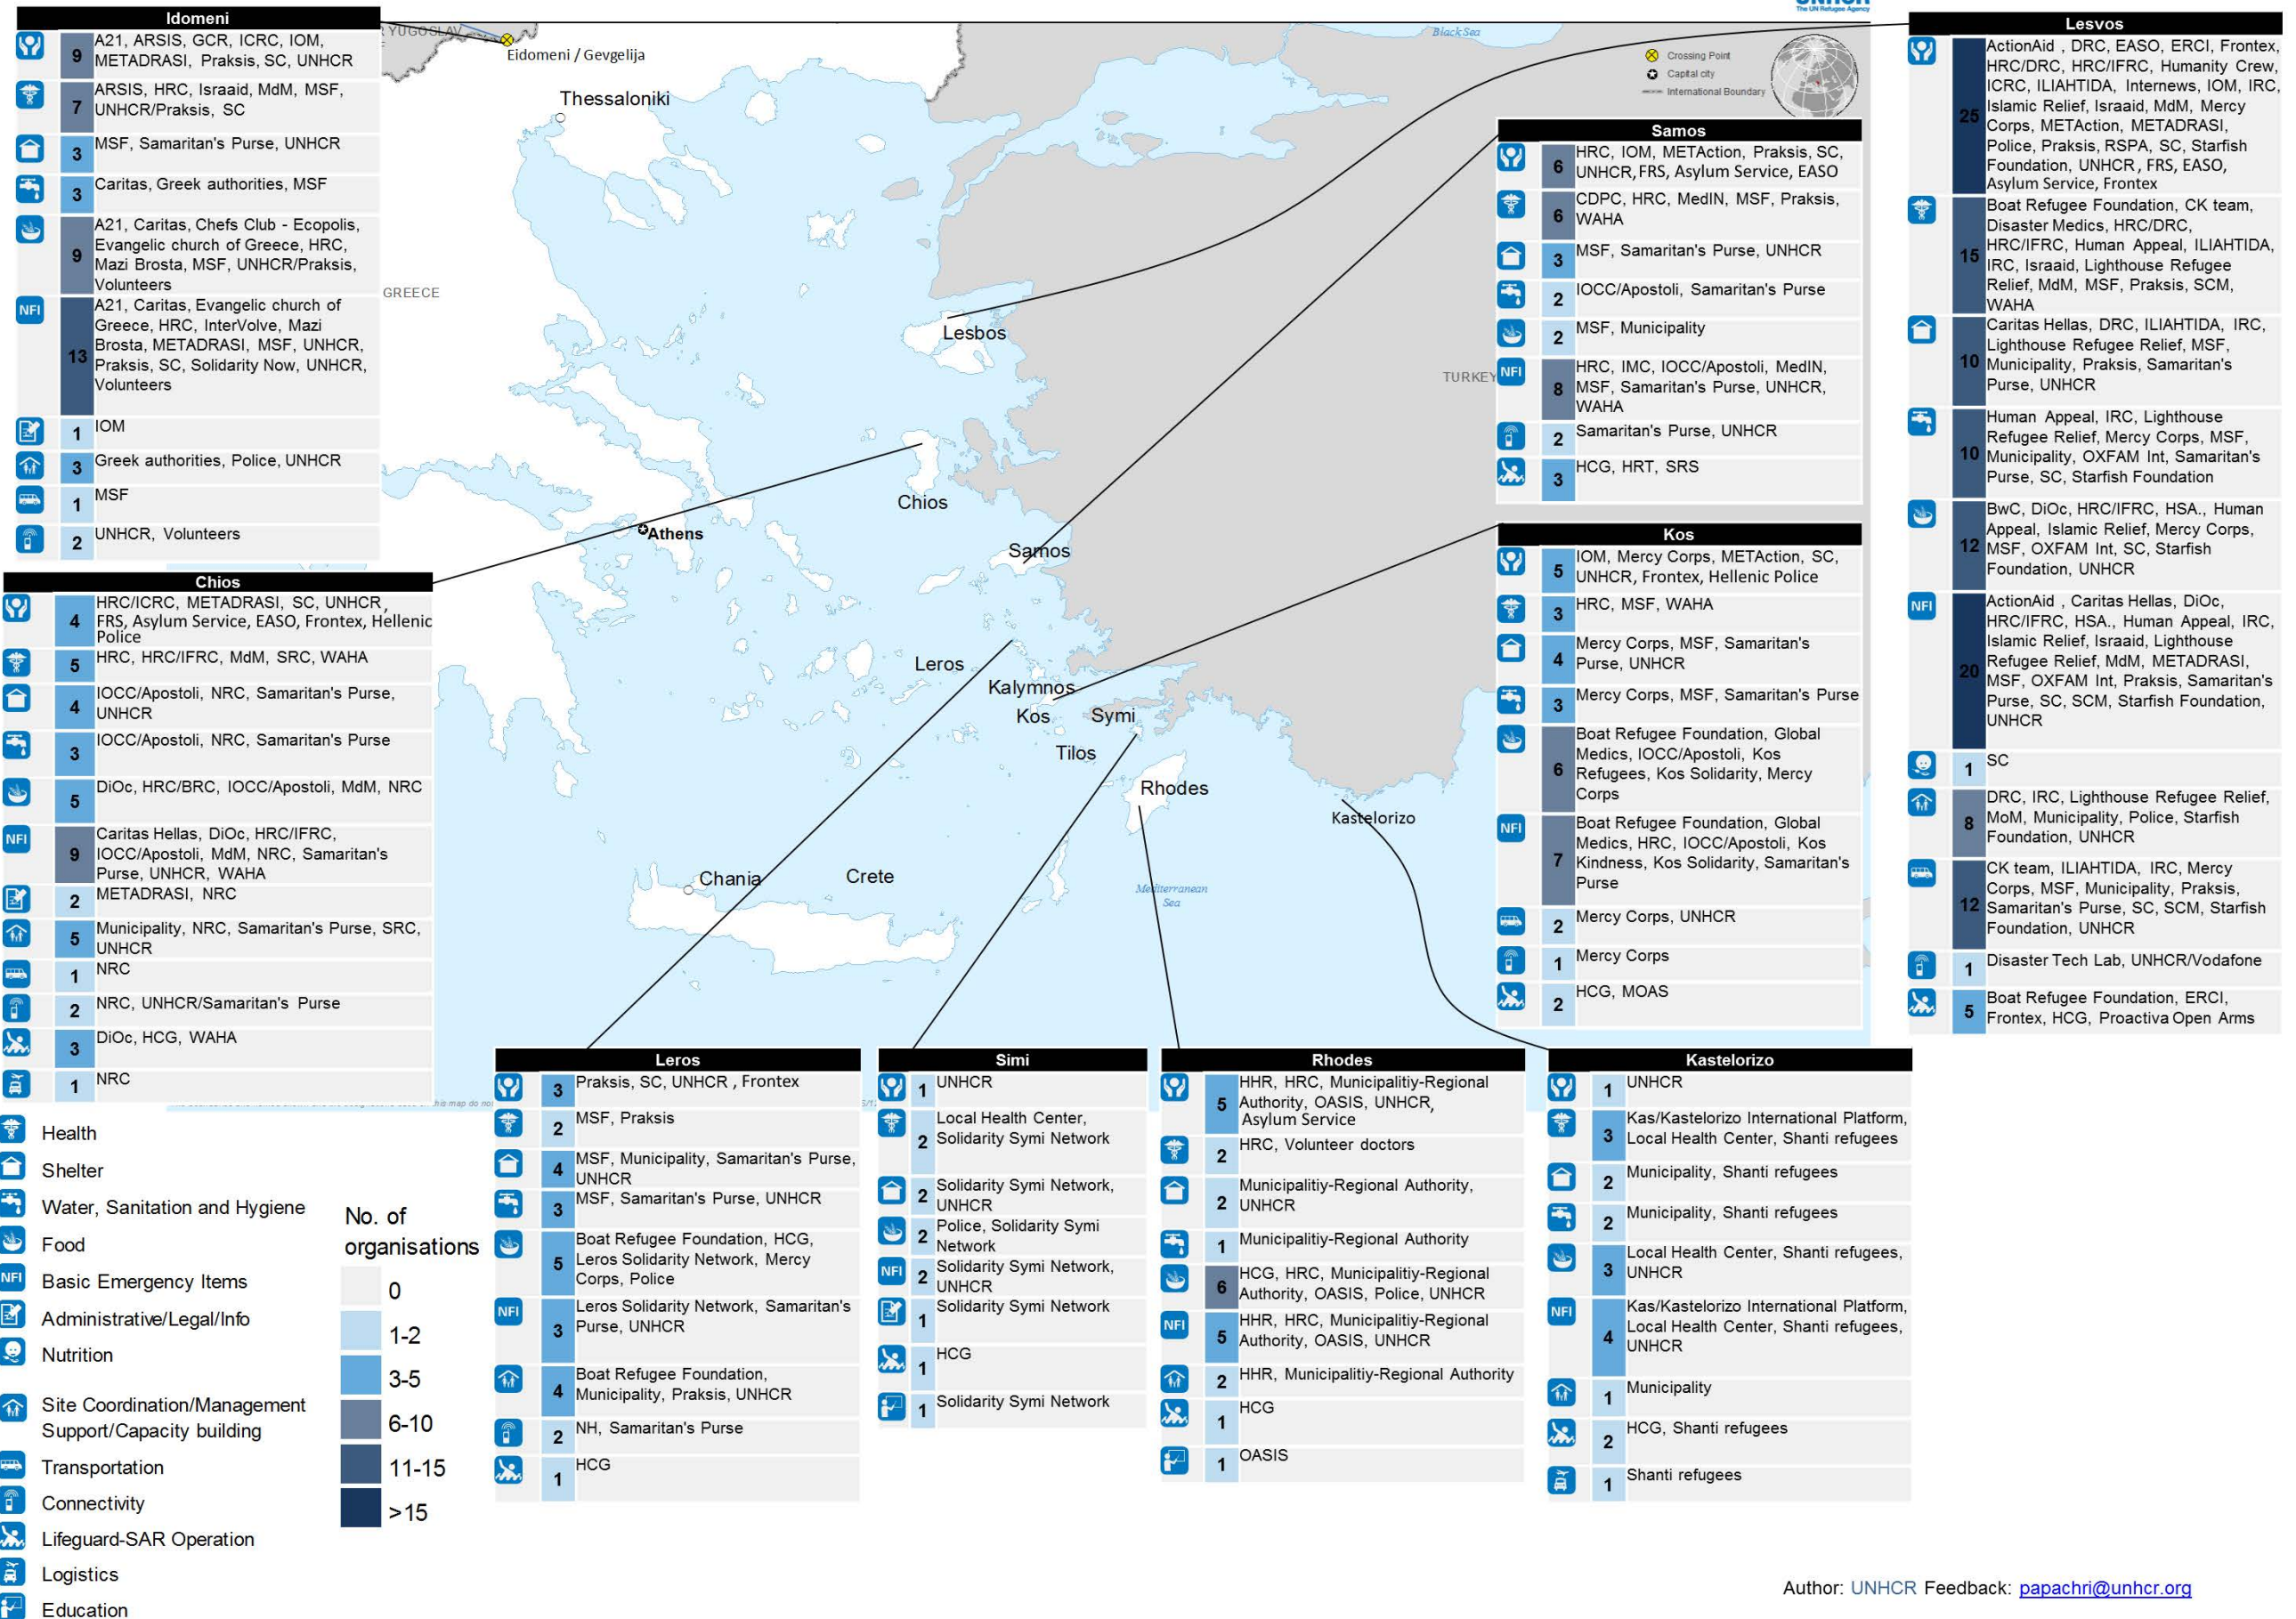 UNHCR
The UN Refugee Agency
Idomeni
9
A21, ARSIS, GCR, ICRC, IOM,
METADRASI, Praksis, SC, UNHCR
7
ARSIS, HRC, Israaid, MdM, MSF,
UNHCR/Praksis, SC
3
MSF, Samaritan's Purse, UNHCR
3
Caritas, Greek authorities, MSF
9
A21, Caritas, Chefs Club - Ecopolis,
Evangelic church of Greece, HRC,
Mazi Brosta, MSF, UNHCR/Praksis,
Volunteers
NFI
13
A21, Caritas, Evangelic church of
Greece, HRC, InterVolve, Mazi
Brosta, METADRASI, MSF, UNHCR,
Praksis, SC, Solidarity Now, UNHCR,
Volunteers
1
IOM
3
Greek authorities, Police, UNHCR
1
MSF
2
UNHCR, Volunteers
Chios
4
HRC/ICRC, METADRASI, SC, UNHCR,
FRS, Asylum Service, EASO, Frontex, Hellenic
Police
5
HRC, HRC/IFRC, MdM, SRC, WAHA
4
IOCC/Apostoli, NRC, Samaritan's Purse,
UNHCR
3
IOCC/Apostoli, NRC, Samaritan's Purse
5
DiOc, HRC/BRC, IOCC/Apostoli, MdM, NRC
NFI
9
Caritas Hellas, DiOc, HRC/IFRC,
IOCC/Apostoli, MdM, NRC, Samaritan's
Purse, UNHCR, WAHA
2
METADRASI, NRC
5
Municipality, NRC, Samaritan's Purse, SRC,
UNHCR
1
NRC
2
NRC, UNHCR/Samaritan's Purse
3
DiOc, HCG, WAHA
1
NRC
YUGOSLAV
Eidomeni / Gevgelija
Thessaloniki
GREECE
Black Sea
Crossing Point
Capital city
International Boundary
Lesbos
TURKEY
Chios
Athens
Samos
Leros
Kalymnos
Kos
Symi
Tilos
Rhodes
Kastelorizo
Chania
Crete
Mediterranean
Sea
Samos
6
HRC, IOM, METAction, Praksis, SC,
UNHCR, FRS, Asylum Service, EASO
6
CDPC, HRC, MedIN, MSF, Praksis,
WAHA
3
MSF, Samaritan's Purse, UNHCR
2
IOCC/Apostoli, Samaritan's Purse
2
MSF, Municipality
NFI
8
HRC, IMC, IOCC/Apostoli, MedIN,
MSF, Samaritan's Purse, UNHCR,
WAHA
2
Samaritan's Purse, UNHCR
3
HCG, HRT, SRS
Kos
5
IOM, Mercy Corps, METAction, SC,
UNHCR, Frontex, Hellenic Police
3
HRC, MSF, WAHA
4
Mercy Corps, MSF, Samaritan's
Purse, UNHCR
3
Mercy Corps, MSF, Samaritan's Purse
6
Boat Refugee Foundation, Global
Medics, IOCC/Apostoli, Kos
Refugees, Kos Solidarity, Mercy
Corps
NFI
7
Boat Refugee Foundation, Global
Medics, HRC, IOCC/Apostoli, Kos
Kindness, Kos Solidarity, Samaritan's
Purse
2
Mercy Corps, UNHCR
1
Mercy Corps
2
HCG, MOAS
Lesvos
25
ActionAid , DRC, EASO, ERCI, Frontex,
HRC/DRC, HRC/IFRC, Humanity Crew,
ICRC, ILIAHTIDA, Internews, IOM, IRC,
Islamic Relief, Israaid, MdM, Mercy
Corps, METAction, METADRASI,
Police, Praksis, RSPA, SC, Starfish
Foundation, UNHCR, FRS, EASO,
Asylum Service, Frontex
15
Boat Refugee Foundation, CK team,
Disaster Medics, HRC/DRC,
HRC/IFRC, Human Appeal, ILIAHTIDA,
IRC, Israaid, Lighthouse Refugee
Relief, MdM, MSF, Praksis, SCM,
WAHA
10
Caritas Hellas, DRC, ILIAHTIDA, IRC,
Lighthouse Refugee Relief, MSF,
Municipality, Praksis, Samaritan's
Purse, UNHCR
10
Human Appeal, IRC, Lighthouse
Refugee Relief, Mercy Corps, MSF,
Municipality, OXFAM Int, Samaritan's
Purse, SC, Starfish Foundation
12
BwC, DiOc, HRC/IFRC, HSA., Human
Appeal, Islamic Relief, Mercy Corps,
MSF, OXFAM Int, SC, Starfish
Foundation, UNHCR
NFI
20
ActionAid , Caritas Hellas, DiOc,
HRC/IFRC, HSA., Human Appeal, IRC,
Islamic Relief, Israaid, Lighthouse
Refugee Relief, MdM, METADRASI,
MSF, OXFAM Int, Praksis, Samaritan's
Purse, SC, SCM, Starfish Foundation,
UNHCR
1
SC
8
DRC, IRC, Lighthouse Refugee Relief,
MoM, Municipality, Police, Starfish
Foundation, UNHCR
12
CK team, ILIAHTIDA, IRC, Mercy
Corps, MSF, Municipality, Praksis,
Samaritan's Purse, SC, SCM, Starfish
Foundation, UNHCR
1
Disaster Tech Lab, UNHCR/Vodafone
5
Boat Refugee Foundation, ERCI,
Frontex, HCG, Proactiva Open Arms
Leros
3
Praksis, SC, UNHCR , Frontex
2
MSF, Praksis
4
MSF, Municipality, Samaritan's Purse,
UNHCR
3
MSF, Samaritan's Purse, UNHCR
5
Boat Refugee Foundation, HCG,
Leros Solidarity Network, Mercy
Corps, Police
NFI
3
Leros Solidarity Network, Samaritan's
Purse, UNHCR
4
Boat Refugee Foundation,
Municipality, Praksis, UNHCR
2
NH, Samaritan's Purse
1
HCG
Simi
1
UNHCR
2
Local Health Center,
Solidarity Symi Network
2
Solidarity Symi Network,
UNHCR
2
Police, Solidarity Symi
Network
NFI
2
Solidarity Symi Network,
UNHCR
1
Solidarity Symi Network
1
HCG
1
Solidarity Symi Network
Rhodes
5
HHR, HRC, Municipalitiy-Regional
Authority, OASIS, UNHCR,
Asylum Service
2
HRC, Volunteer doctors
2
Municipalitiy-Regional Authority,
UNHCR
1
Municipalitiy-Regional Authority
6
HCG, HRC, Municipalitiy-Regional
Authority, OASIS, Police, UNHCR
NFI
5
HHR, HRC, Municipalitiy-Regional
Authority, OASIS, UNHCR
2
HHR, Municipalitiy-Regional Authority
1
HCG
1
OASIS
Kastelorizo
1
UNHCR
3
Kas/Kastelorizo International Platform,
Local Health Center, Shanti refugees
2
Municipality, Shanti refugees
2
Municipality, Shanti refugees
3
Local Health Center, Shanti refugees,
UNHCR
NFI
4
Kas/Kastelorizo International Platform,
Local Health Center, Shanti refugees,
UNHCR
1
Municipality
2
HCG, Shanti refugees
1
Shanti refugees
Health
Shelter
Water, Sanitation and Hygiene
Food
NFI
Basic Emergency Items
Administrative/Legal/Info
Nutrition
Site Coordination/Management
Support/Capacity building
Transportation
Connectivity
Lifeguard-SAR Operation
Logistics
Education
No. of
organisations
0
1-2
3-5
6-10
11-15
>15
Author: UNHCR Feedback: papachri@unhcr.org